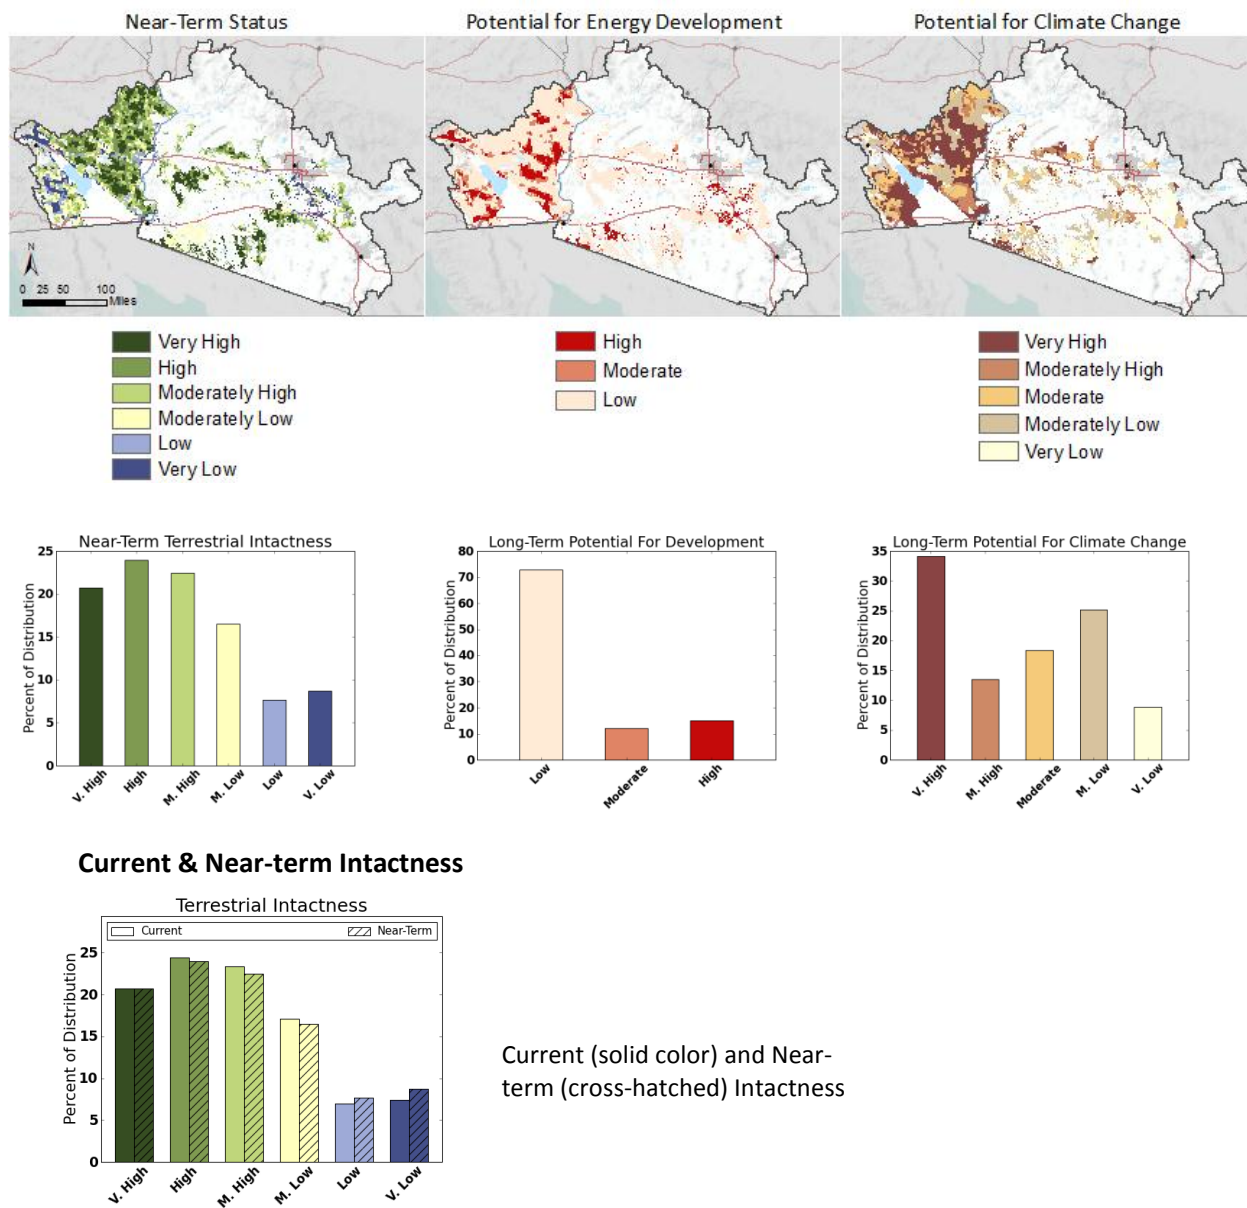 Near-Term Status
Potential for Energy Development
Potential for Climate Change
N
0 25 50 100
Miles
Very High
High
Moderately High
Moderately Low
Low
Very Low
High
Moderate
Low
Very High
Moderately High
Moderate
Moderately Low
Very Low
Near-Term Terrestrial Intactness
Percent of Distribution
25
20
15
10
5
0
V. High
High
M. High
M. Low
Low
V. Low
Long-Term Potential For Development
Percent of Distribution
80
70
60
50
40
30
20
10
0
Low
Moderate
High
Long-Term Potential For Climate Change
Percent of Distribution
35
30
25
20
15
10
5
0
V. High
M. High
Moderate
M. Low
V. Low
Current & Near-term Intactness
Terrestrial Intactness
Current
Near-Term
Percent of Distribution
25
20
15
10
5
0
V. High
High
M. High
M. Low
Low
V. Low
Current (solid color) and Near-
term (cross-hatched) Intactness